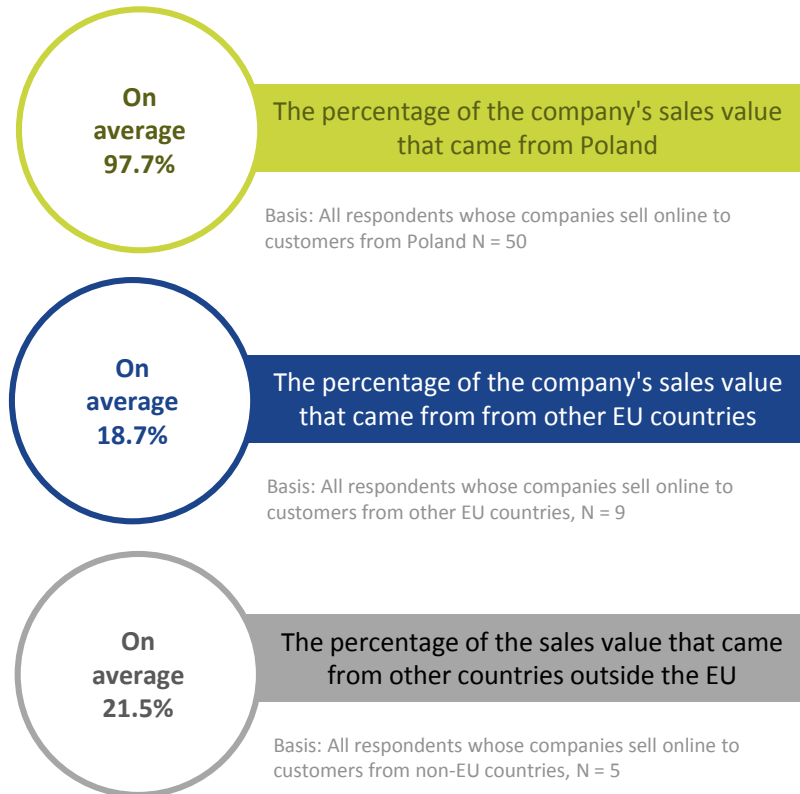 On
average
97.7%
The percentage of the company's sales value
that came from Poland
Basis: All respondents whose companies sell online to
customers from Poland N = 50
On
average
18.7%
The percentage of the company's sales value
that came from from other EU countries
Basis: All respondents whose companies sell online to
customers from other EU countries, N = 9
On
average
21.5%
The percentage of the sales value that came
from other countries outside the EU
Basis: All respondents whose companies sell online to
customers from non-EU countries, N = 5